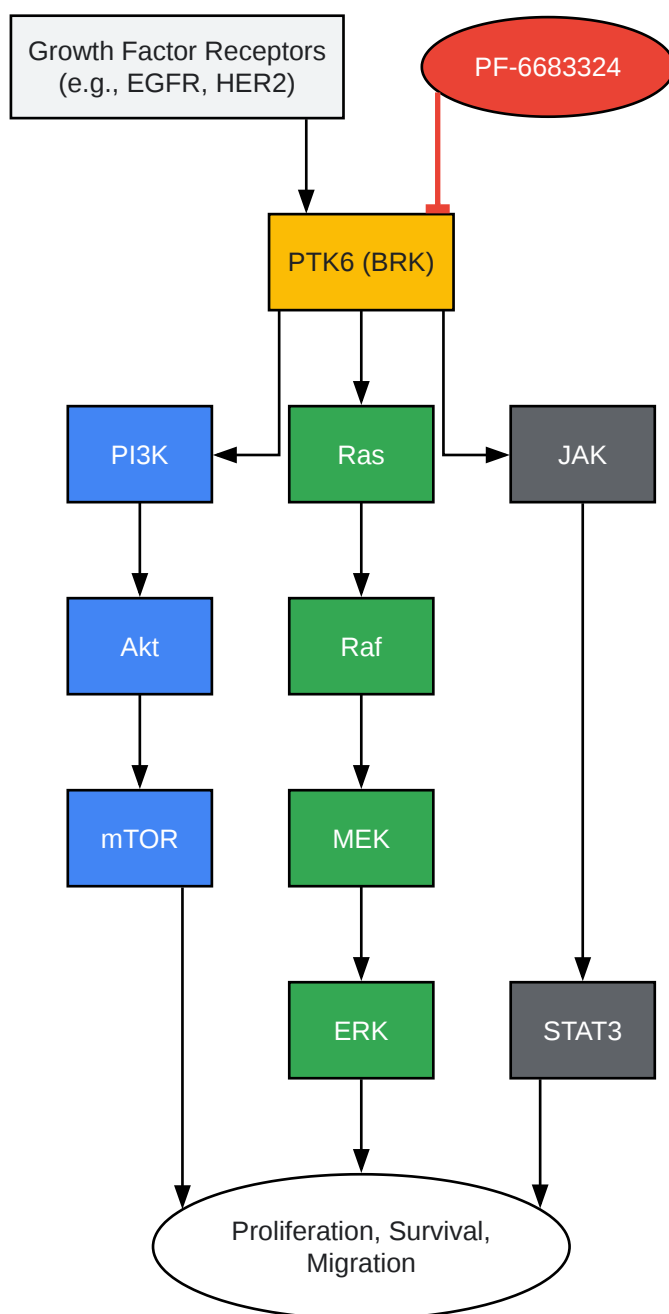 Growth Factor Receptors
(e.g., EGFR, HER2)
PF-6683324
PTK6 (BRK)
PI3K
Ras
JAK
Akt
Raf
mTOR
MEK
ERK
STAT3
Proliferation, Survival,
Migration